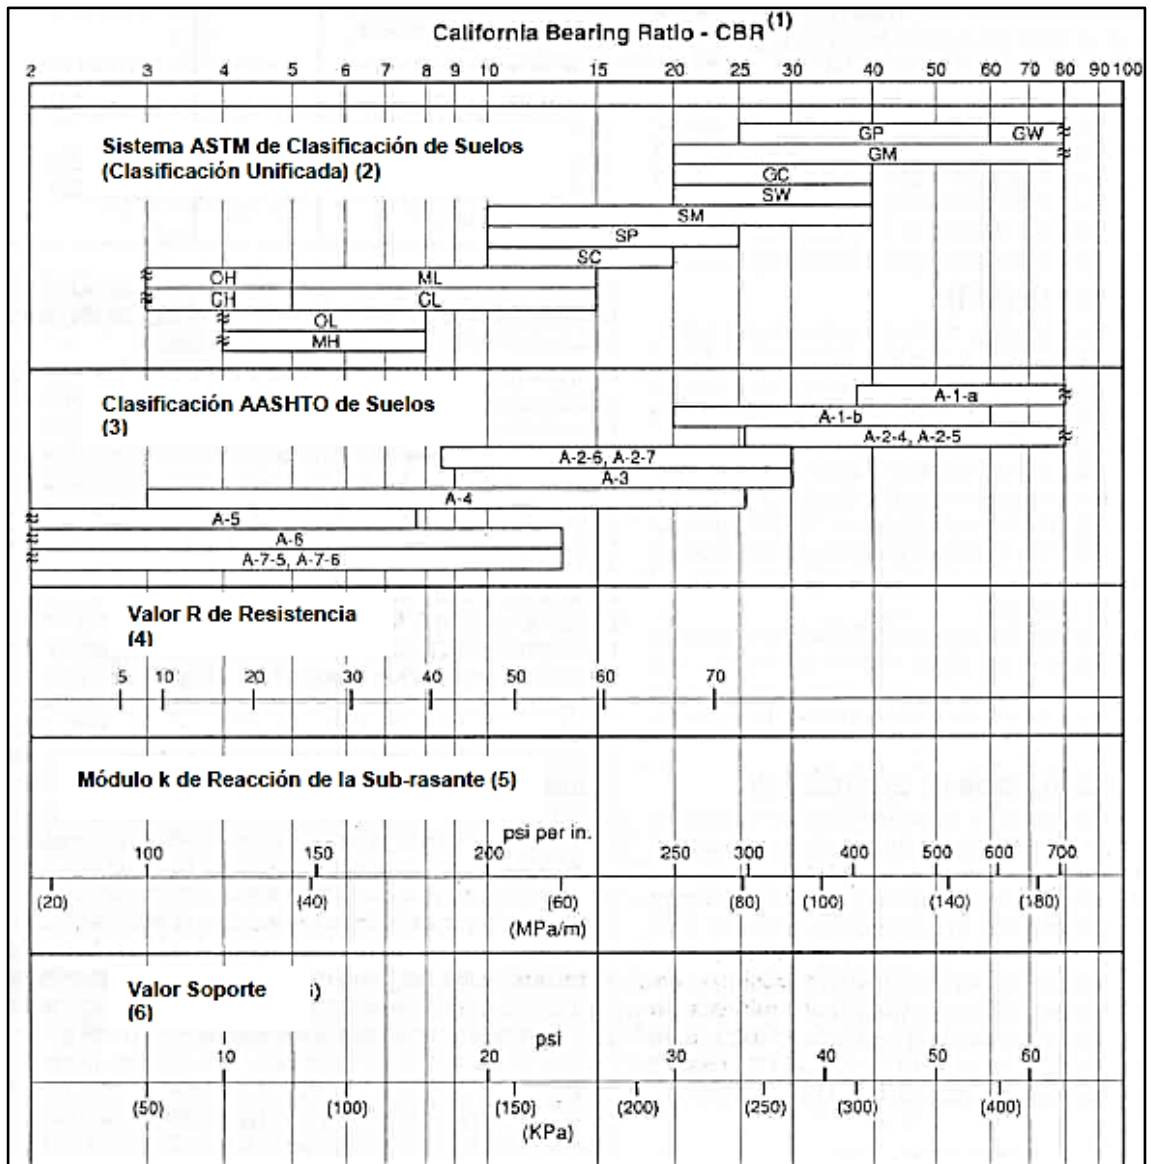 California Bearing Ratio - CBR(1)
2 3 4 5 6 7 8 9 10 15 20 25 30 40 50 60 70 80 90 100
Sistema ASTM de Clasificación de Suelos
(Clasificación Unificada) (2)
GP GW
GM
GC
SW
SM
SP
SC
OH ML
CH CL
OL
MH
Clasificación AASHTO de Suelos
(3)
A-1-a
A-1-b
A-2-4, A-2-5
A-2-6, A-2-7
A-3
A-4
A-5
A-6
A-7-5, A-7-6
Valor R de Resistencia
(4)
5 10 20 30 40 50 60 70
Módulo k de Reacción de la Sub-rasante (5)
psi per in.
100 150 200 250 300 400 500 600 700
(20) (40) (60) (80) (100) (140) (180)
(MPa/m)
Valor Soporte
(6)
psi
10 20 30 40 50 60
(50) (100) (150) (200) (250) (300) (400)
(KPa)